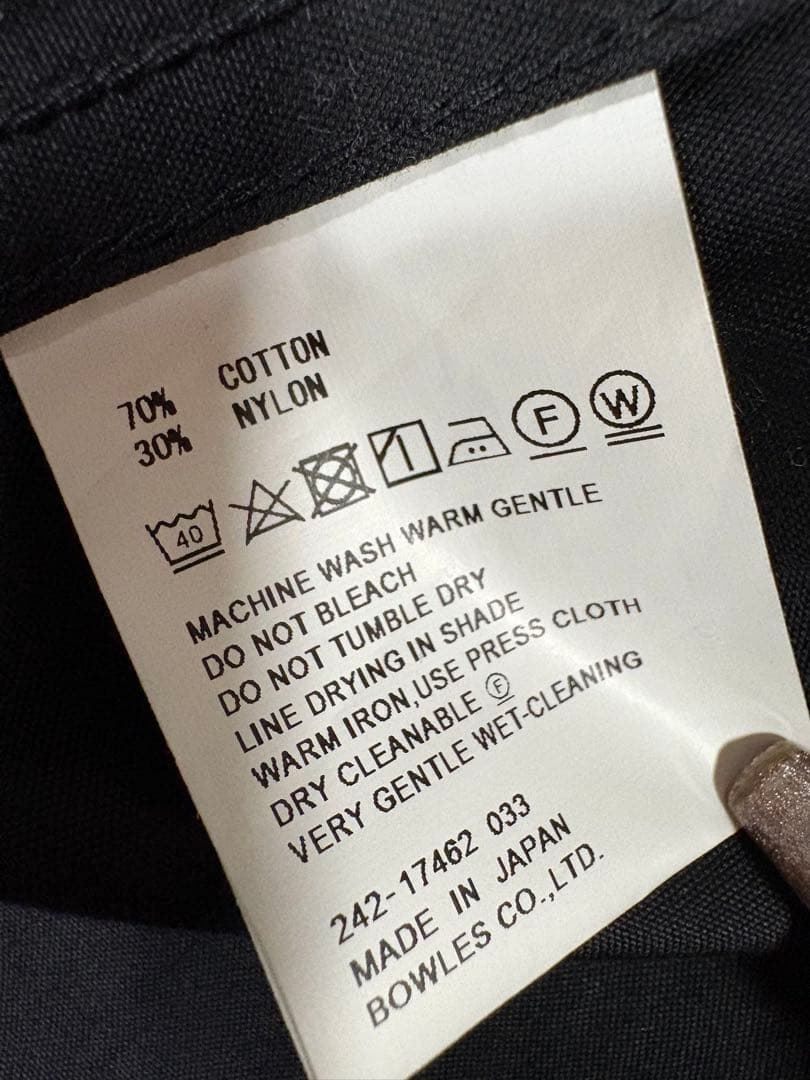 70% COTTON
30% NYLON
40 F W
MACHINE WASH WARM GENTLE
DO NOT BLEACH
DO NOT TUMBLE DRY
LINE DRYING IN SHADE
WARM IRON,USE PRESS CLOTH
DRY CLEANABLE Ⓕ
VERY GENTLE WET-CLEANING
242-17462 033
MADE IN JAPAN
BOWLES CO.,LTD.